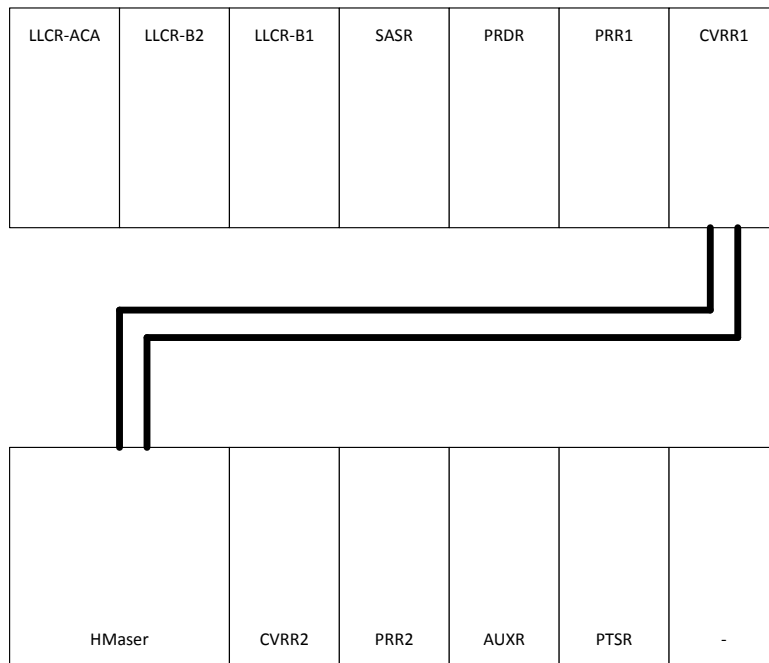 LLCR-ACA LLCR-B2 LLCR-B1 SASR PRDR PRR1 CVRR1
HMaser CVRR2 PRR2 AUXR PTSR -